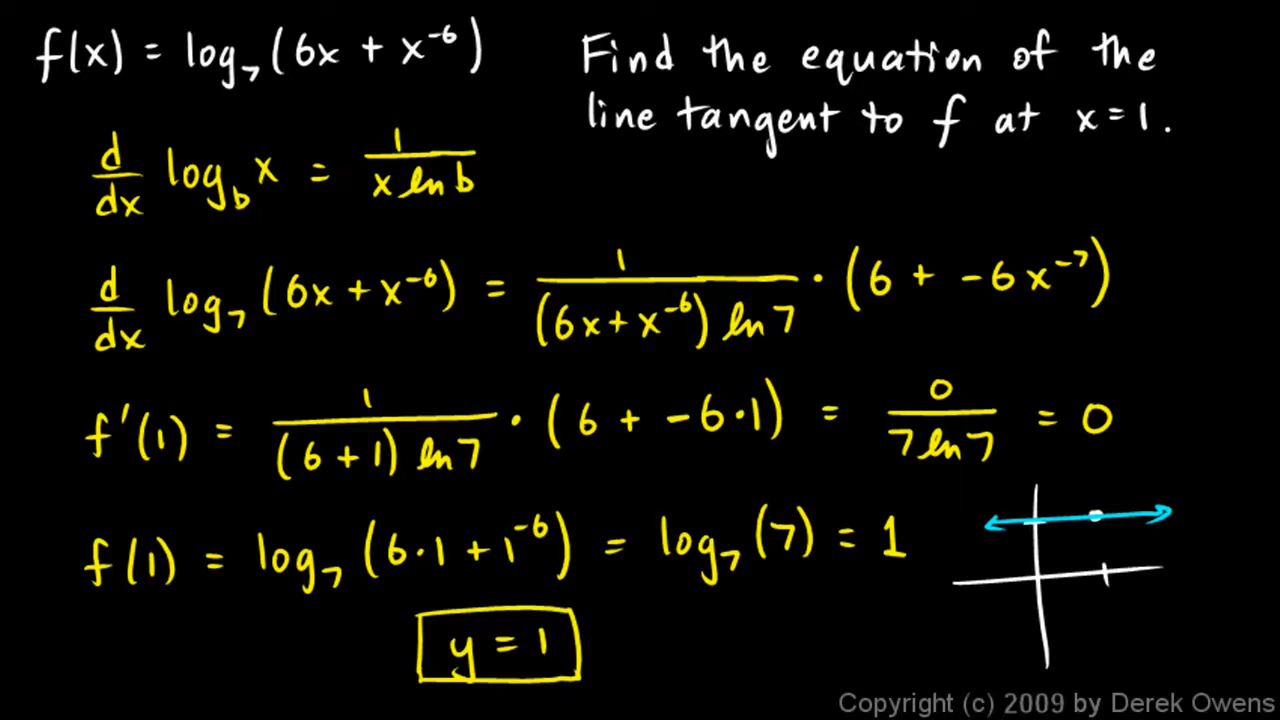 f(x) = log₇(6x + x⁻⁶)
Find the equation of the
line tangent to f at x=1.
d/dx log_b x = 1/(x ln b)
d/dx log₇(6x + x⁻⁶) = 1/((6x + x⁻⁶) ln 7) · (6 + -6x⁻⁷)
f'(1) = 1/((6 + 1) ln 7) · (6 + -6·1) = 0/(7 ln 7) = 0
f(1) = log₇(6·1 + 1⁻⁶) = log₇(7) = 1
y = 1
Copyright (c) 2009 by Derek Owens